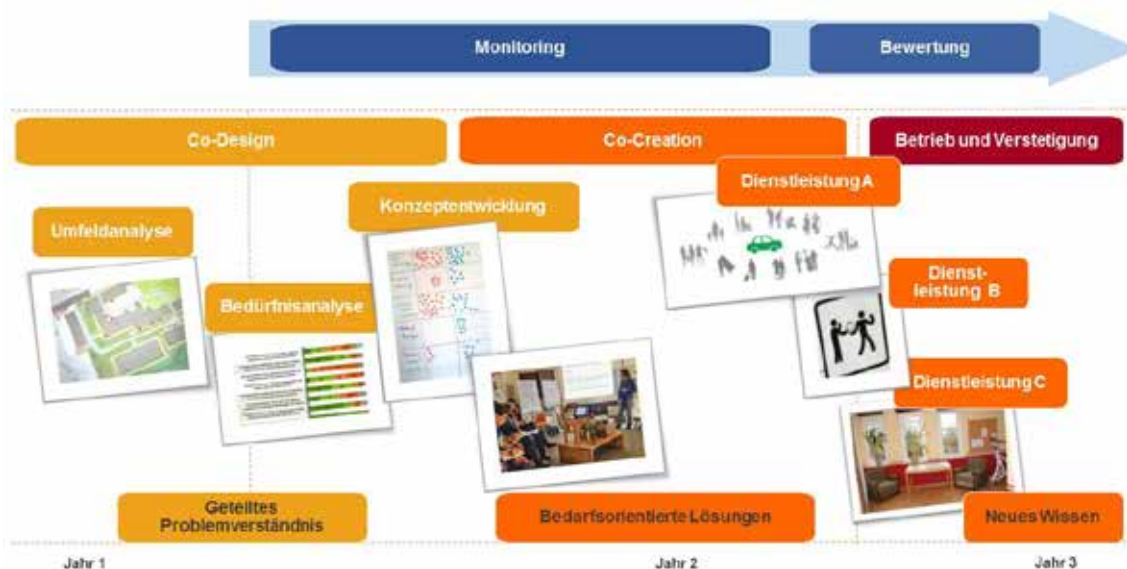 Monitoring
Bewertung
Co-Design
Co-Creation
Betrieb und Verstetigung
Dienstleistung A
Konzeptentwicklung
Umfeldanalyse
Dienst-
leistung B
Bedürfnisanalyse
Dienstleistung C
Geteiltes
Problemverständnis
Bedarfsorientierte Lösungen
Neues Wissen
Jahr 1
Jahr 2
Jahr 3